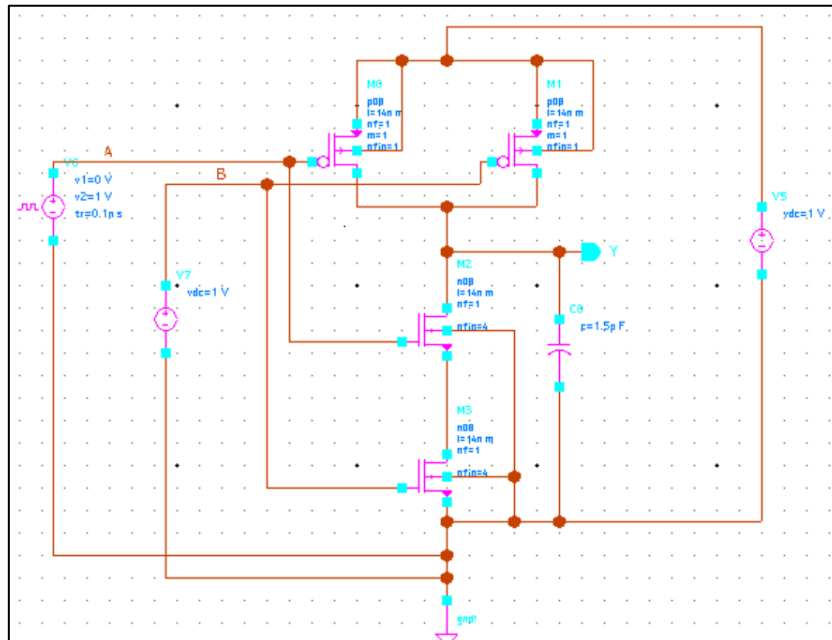 M0
p08
l=14n m
nf=1
m=1
nfin=1
M1
p08
l=14n m
nf=1
m=1
nfin=1
A
V6
v1=0 V
v2=1 V
tr=0.1p s
B
V7
vdc=1 V
V5
vdc=1 V
Y
M2
n08
l=14n m
nf=1
nfin=4
C0
c=1.5p F
M3
n08
l=14n m
nf=1
nfin=4
gnd!